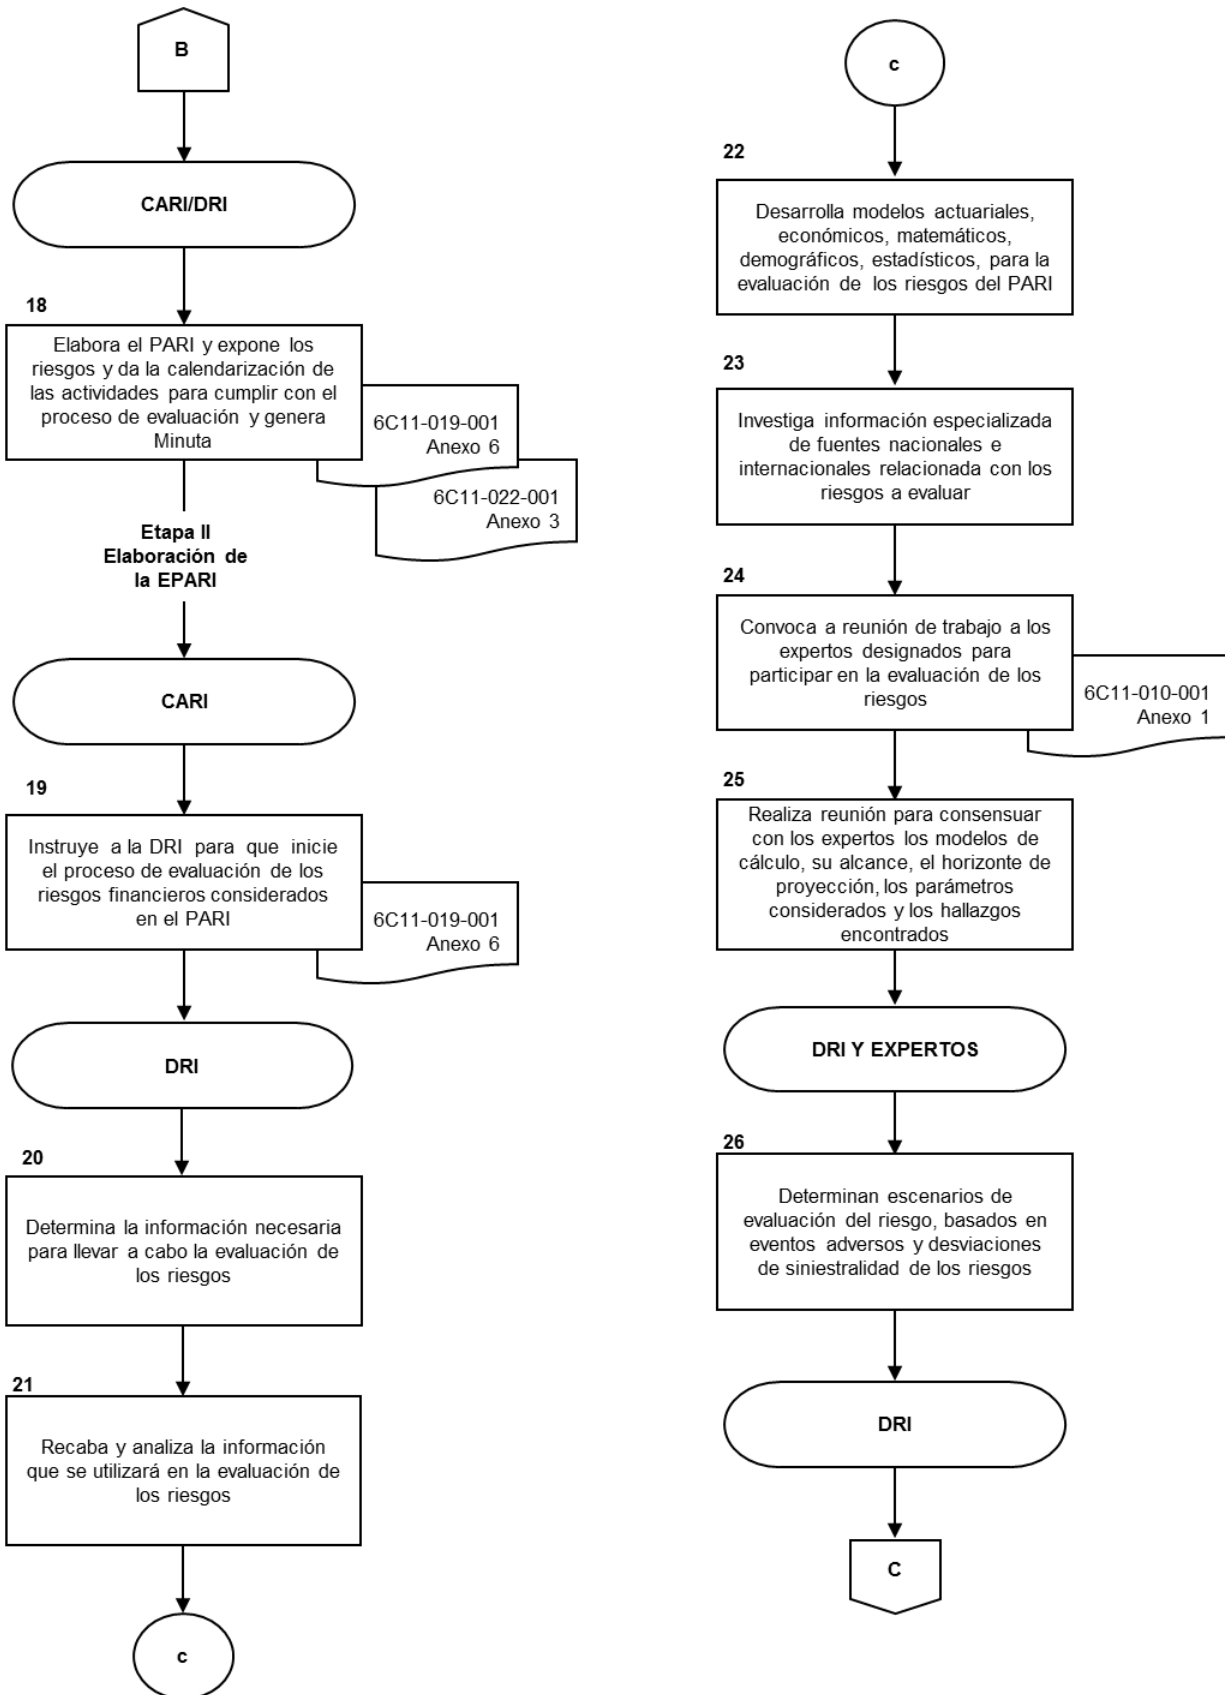 B
CARI/DRI
18
Elabora el PARI y expone los
riesgos y da la calendarización de
las actividades para cumplir con el
proceso de evaluación y genera
Minuta
6C11-019-001
Anexo 6
6C11-022-001
Anexo 3
Etapa II
Elaboración de
la EPARI
CARI
19
Instruye a la DRI para que inicie
el proceso de evaluación de los
riesgos financieros considerados
en el PARI
6C11-019-001
Anexo 6
DRI
20
Determina la información necesaria
para llevar a cabo la evaluación de
los riesgos
21
Recaba y analiza la información
que se utilizará en la evaluación de
los riesgos
c
c
22
Desarrolla modelos actuariales,
económicos, matemáticos,
demográficos, estadísticos, para la
evaluación de los riesgos del PARI
23
Investiga información especializada
de fuentes nacionales e
internacionales relacionada con los
riesgos a evaluar
24
Convoca a reunión de trabajo a los
expertos designados para
participar en la evaluación de los
riesgos
6C11-010-001
Anexo 1
25
Realiza reunión para consensuar
con los expertos los modelos de
cálculo, su alcance, el horizonte de
proyección, los parámetros
considerados y los hallazgos
encontrados
DRI Y EXPERTOS
26
Determinan escenarios de
evaluación del riesgo, basados en
eventos adversos y desviaciones
de siniestralidad de los riesgos
DRI
C